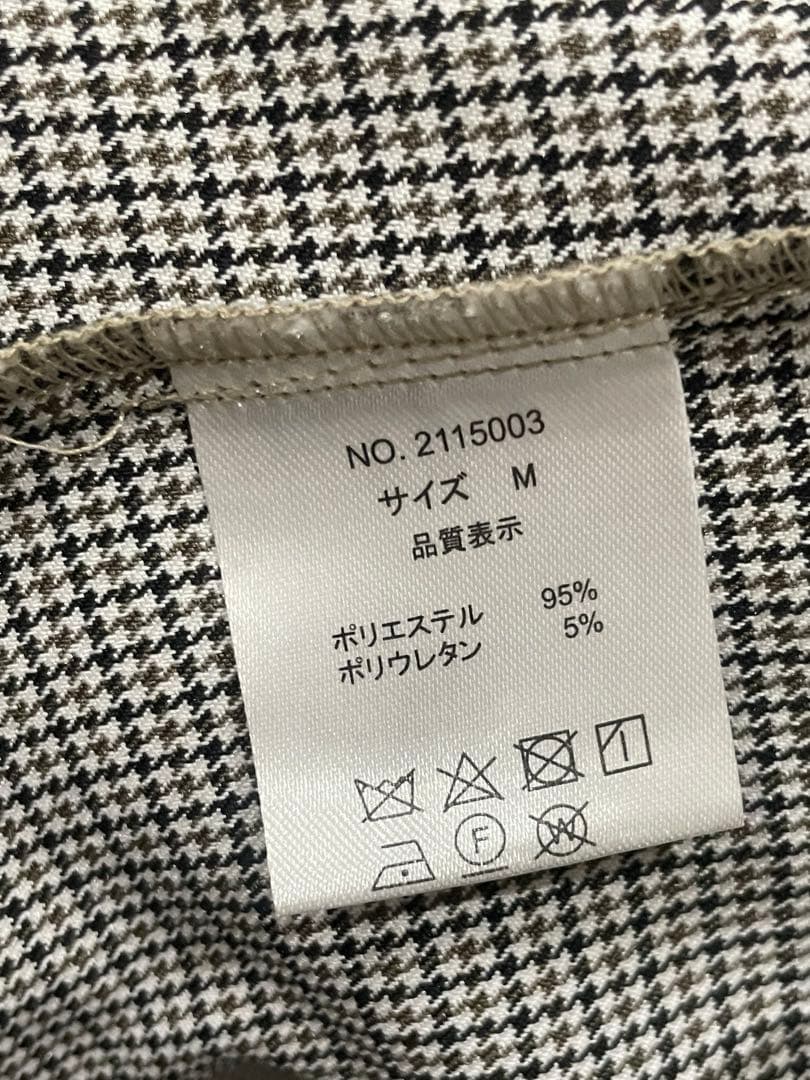 NO. 2115003
サイズ M
品質表示
ポリエステル 95%
ポリウレタン 5%
F
W